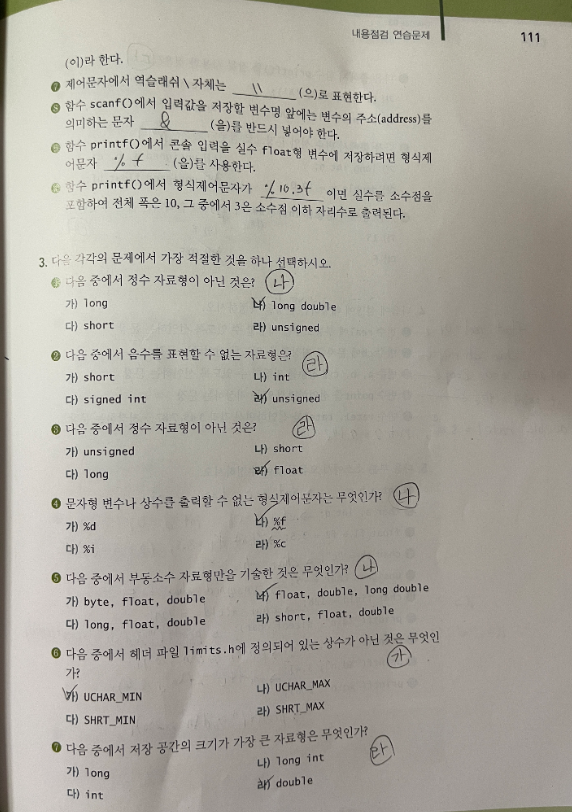 내용점검 연습문제 111
(이)라 한다.
❼ 제어문자에서 역슬래쉬 \ 자체는 \\ (으)로 표현한다.
❽ 함수 scanf()에서 입력값을 저장할 변수명 앞에는 변수의 주소(address)를
의미하는 문자 & (을)를 반드시 넣어야 한다.
❾ 함수 printf()에서 콘솔 입력을 실수 float형 변수에 저장하려면 형식제
어문자 %f (을)를 사용한다.
❿ 함수 printf()에서 형식제어문자가 %10.3f 이면 실수를 소수점을
포함하여 전체 폭은 10, 그 중에서 3은 소수점 이하 자리수로 출력된다.
3. 다음 각각의 문제에서 가장 적절한 것을 하나 선택하시오.
❶ 다음 중에서 정수 자료형이 아닌 것은? 나
가) long 나) long double
다) short 라) unsigned
❷ 다음 중에서 음수를 표현할 수 없는 자료형은? 라
가) short 나) int
다) signed int 라) unsigned
❸ 다음 중에서 정수 자료형이 아닌 것은? 라
가) unsigned 나) short
다) long 라) float
❹ 문자형 변수나 상수를 출력할 수 없는 형식제어문자는 무엇인가? 나
가) %d 나) %f
다) %i 라) %c
❺ 다음 중에서 부동소수 자료형만을 기술한 것은 무엇인가? 나
가) byte, float, double 나) float, double, long double
다) long, float, double 라) short, float, double
❻ 다음 중에서 헤더 파일 limits.h에 정의되어 있는 상수가 아닌 것은 무엇인
가? 가
가) UCHAR_MIN 나) UCHAR_MAX
다) SHRT_MIN 라) SHRT_MAX
❼ 다음 중에서 저장 공간의 크기가 가장 큰 자료형은 무엇인가? 라
가) long 나) long int
다) int 라) double